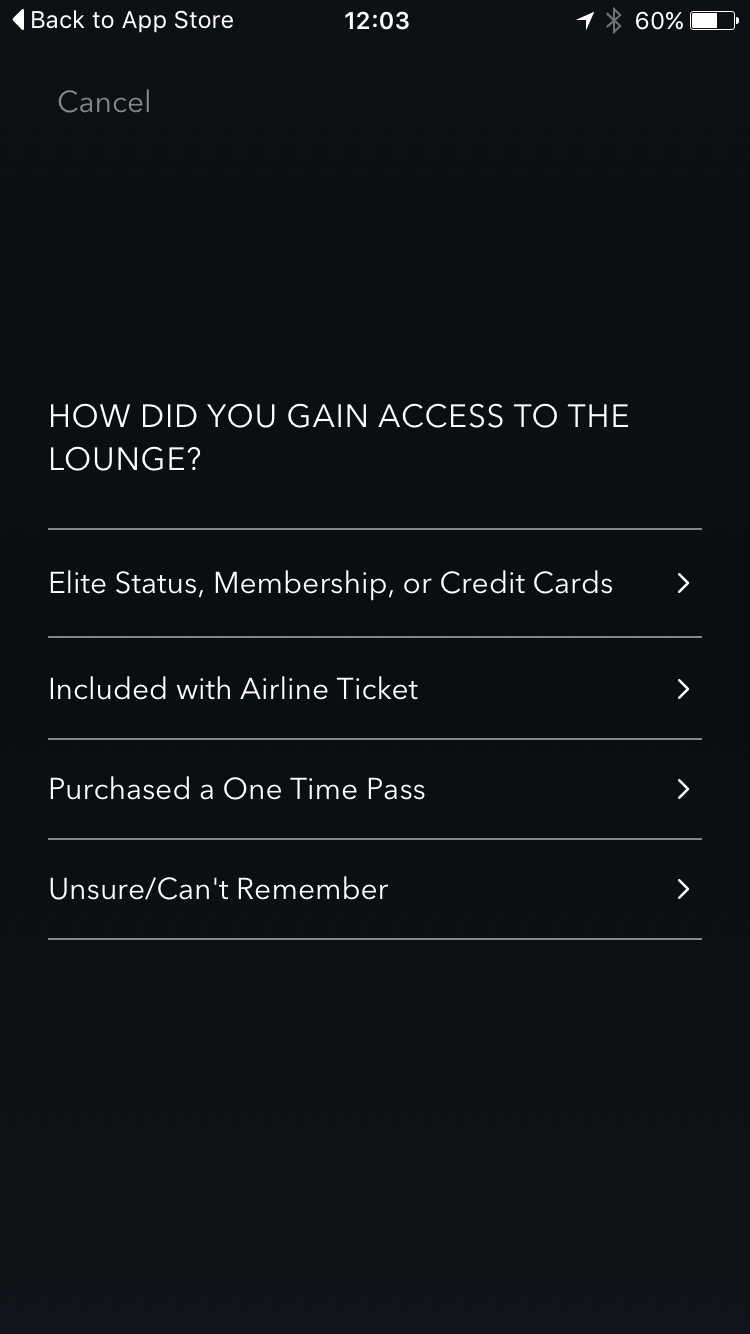 Back to App Store 12:03 60%
Cancel
HOW DID YOU GAIN ACCESS TO THE
LOUNGE?
Elite Status, Membership, or Credit Cards
Included with Airline Ticket
Purchased a One Time Pass
Unsure/Can't Remember